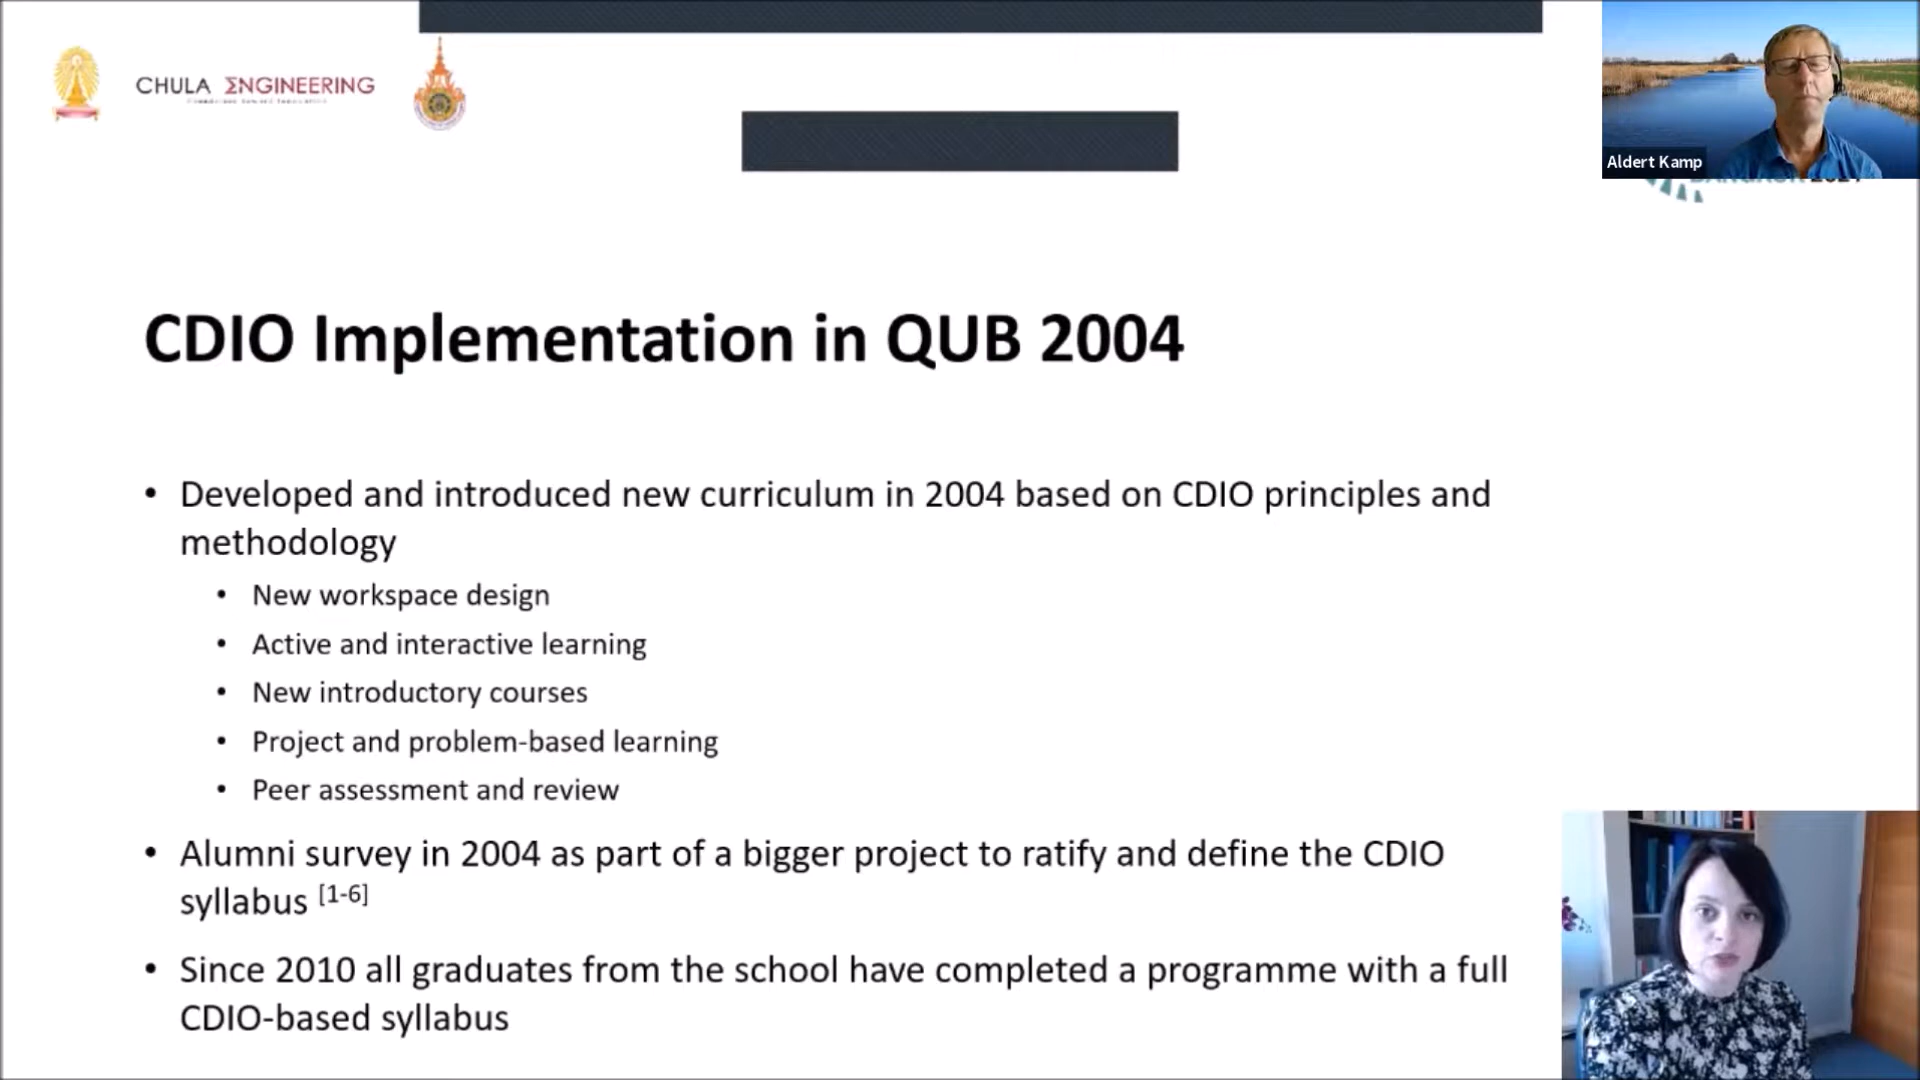 CHULA ΣNGINEERING
Aldert Kamp
CDIO Implementation in QUB 2004
• Developed and introduced new curriculum in 2004 based on CDIO principles and
methodology
• New workspace design
• Active and interactive learning
• New introductory courses
• Project and problem-based learning
• Peer assessment and review
• Alumni survey in 2004 as part of a bigger project to ratify and define the CDIO
syllabus [1-6]
• Since 2010 all graduates from the school have completed a programme with a full
CDIO-based syllabus